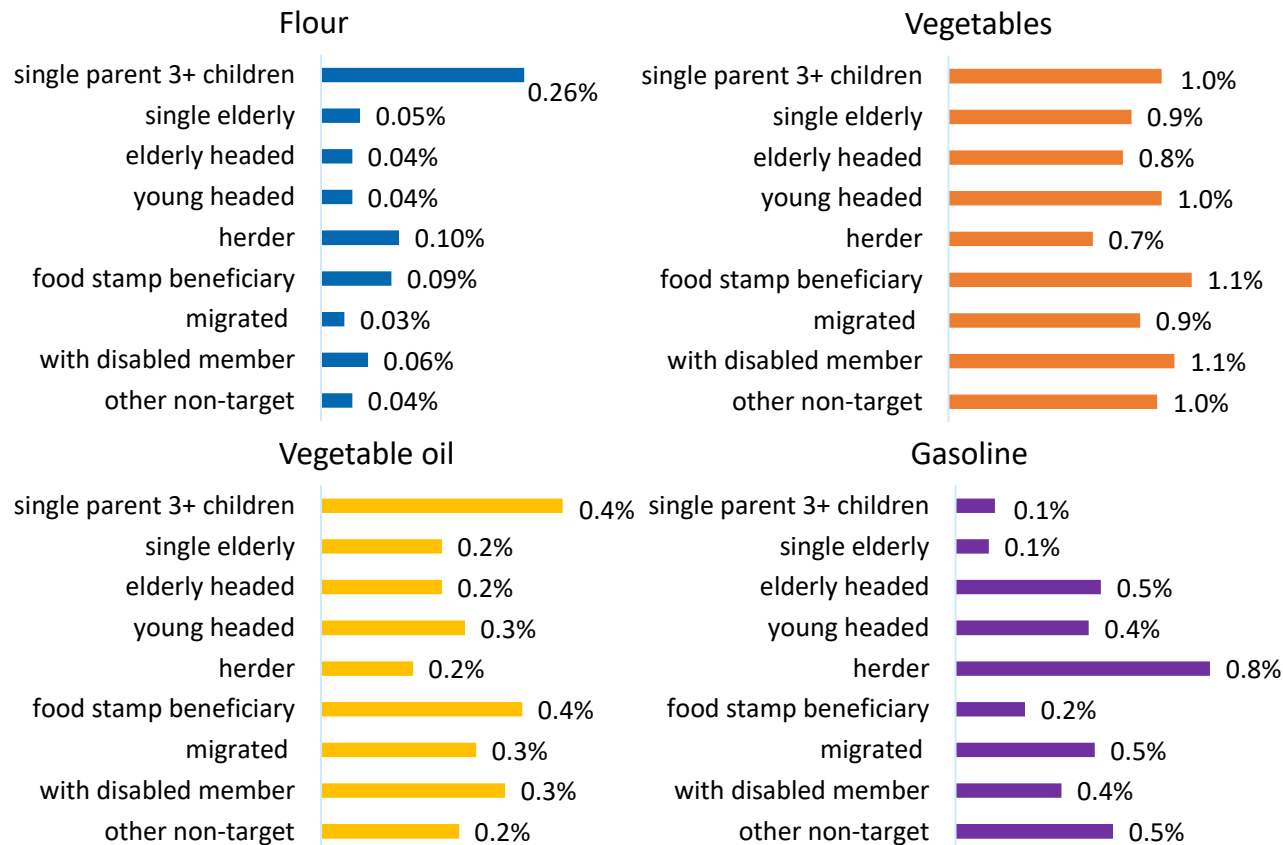 Flour
single parent 3+ children 0.26%
single elderly 0.05%
elderly headed 0.04%
young headed 0.04%
herder 0.10%
food stamp beneficiary 0.09%
migrated 0.03%
with disabled member 0.06%
other non-target 0.04%
Vegetables
single parent 3+ children 1.0%
single elderly 0.9%
elderly headed 0.8%
young headed 1.0%
herder 0.7%
food stamp beneficiary 1.1%
migrated 0.9%
with disabled member 1.1%
other non-target 1.0%
Vegetable oil
single parent 3+ children 0.4%
single elderly 0.2%
elderly headed 0.2%
young headed 0.3%
herder 0.2%
food stamp beneficiary 0.4%
migrated 0.3%
with disabled member 0.3%
other non-target 0.2%
Gasoline
single parent 3+ children 0.1%
single elderly 0.1%
elderly headed 0.5%
young headed 0.4%
herder 0.8%
food stamp beneficiary 0.2%
migrated 0.5%
with disabled member 0.4%
other non-target 0.5%